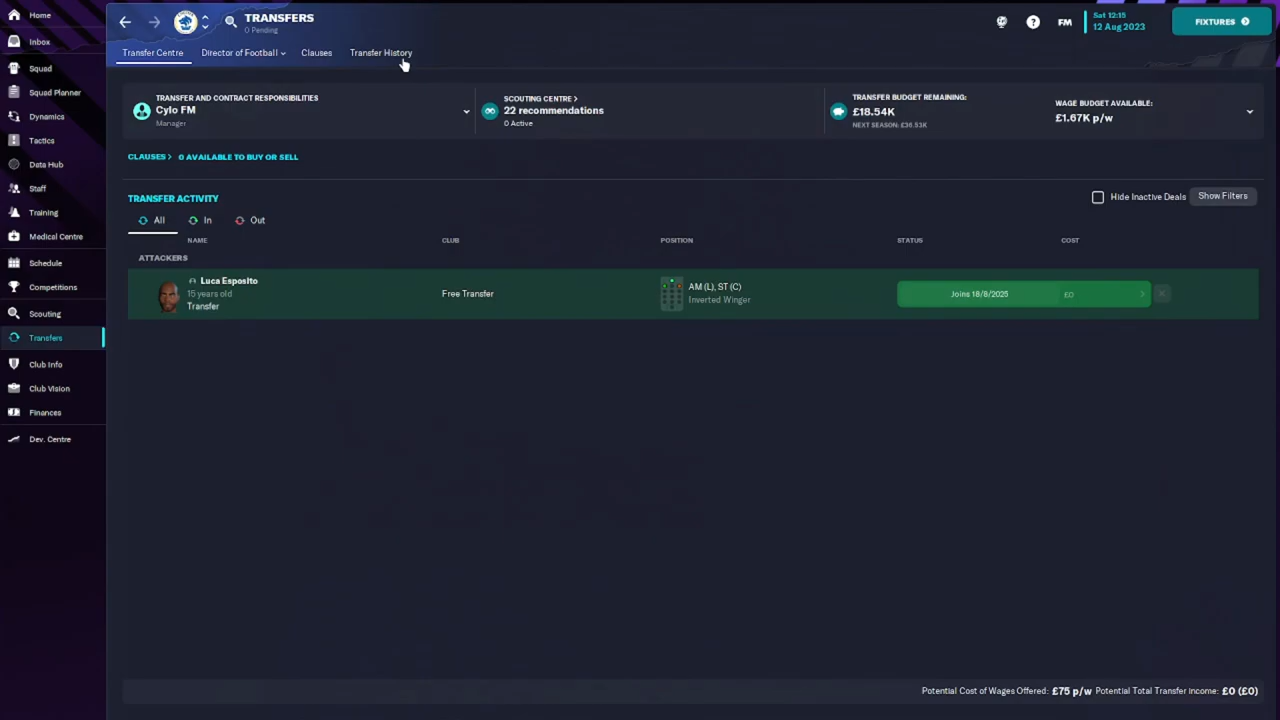 Home
Inbox
Squad
Squad Planner
Dynamics
Tactics
Data Hub
Staff
Training
Medical Centre
Schedule
Competitions
Scouting
Transfers
Club Info
Club Vision
Finances
Dev. Centre
TRANSFERS
0 Pending
FM
Sat 12:15
12 Aug 2023
FIXTURES
Transfer Centre
Director of Football
Clauses
Transfer History
TRANSFER AND CONTRACT RESPONSIBILITIES
Cylo FM
Manager
SCOUTING CENTRE >
22 recommendations
0 Active
TRANSFER BUDGET REMAINING:
£18.54K
NEXT SEASON: £36.53K
WAGE BUDGET AVAILABLE:
£1.67K p/w
CLAUSES > 0 AVAILABLE TO BUY OR SELL
TRANSFER ACTIVITY
Hide Inactive Deals
Show Filters
All
In
Out
NAME
CLUB
POSITION
STATUS
COST
ATTACKERS
Luca Esposito
15 years old
Transfer
Free Transfer
AM (L), ST (C)
Inverted Winger
Joins 18/8/2025
£0
Potential Cost of Wages Offered: £75 p/w Potential Total Transfer Income: £0 (£0)